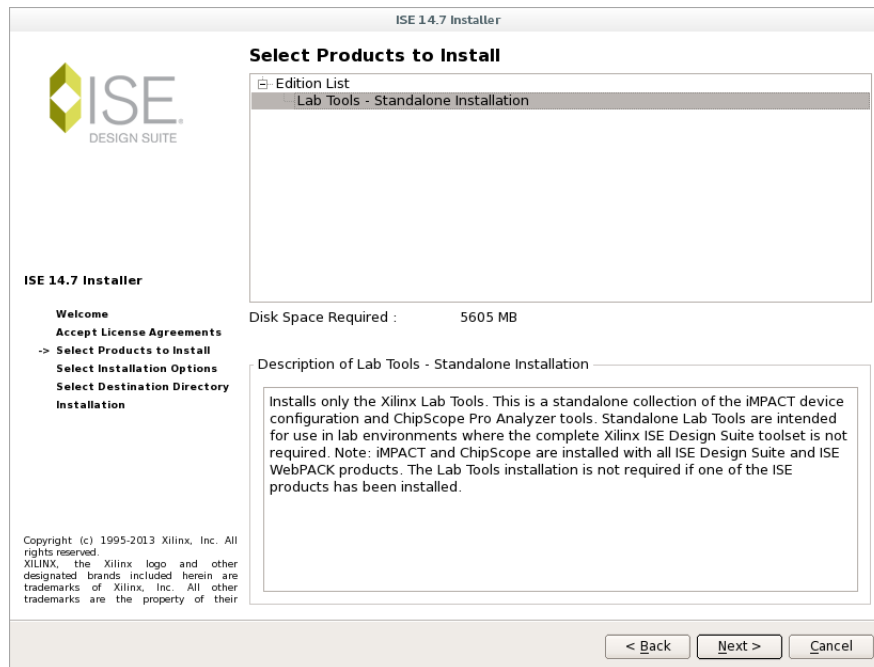 ISE 14.7 Installer
ISE.
DESIGN SUITE
Select Products to Install
Edition List
Lab Tools - Standalone Installation
ISE 14.7 Installer
Welcome
Accept License Agreements
-> Select Products to Install
Select Installation Options
Select Destination Directory
Installation
Disk Space Required : 5605 MB
Description of Lab Tools - Standalone Installation
Installs only the Xilinx Lab Tools. This is a standalone collection of the iMPACT device
configuration and ChipScope Pro Analyzer tools. Standalone Lab Tools are intended
for use in lab environments where the complete Xilinx ISE Design Suite toolset is not
required. Note: iMPACT and ChipScope are installed with all ISE Design Suite and ISE
WebPACK products. The Lab Tools installation is not required if one of the ISE
products has been installed.
Copyright (c) 1995-2013 Xilinx, Inc. All
rights reserved.
XILINX, the Xilinx logo and other
designated brands included herein are
trademarks of Xilinx, Inc. All other
trademarks are the property of their
< Back Next > Cancel